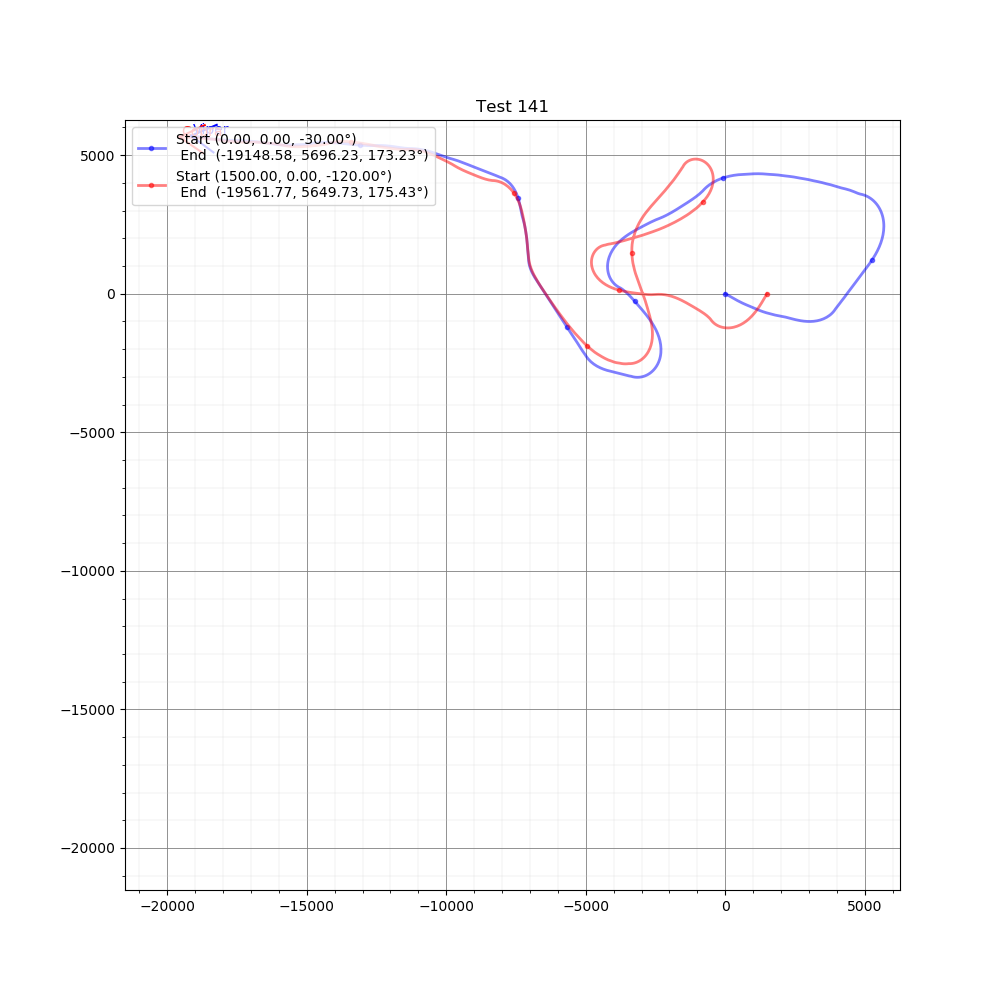 Test 141
Start (0.00, 0.00, -30.00°)
End  (-19148.58, 5696.23, 173.23°)
Start (1500.00, 0.00, -120.00°)
End  (-19561.77, 5649.73, 175.43°)
5000
0
−5000
−10000
−15000
−20000
−20000
−15000
−10000
−5000
0
5000